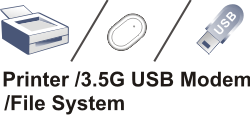 USB
Printer /3.5G USB Modem
/File System